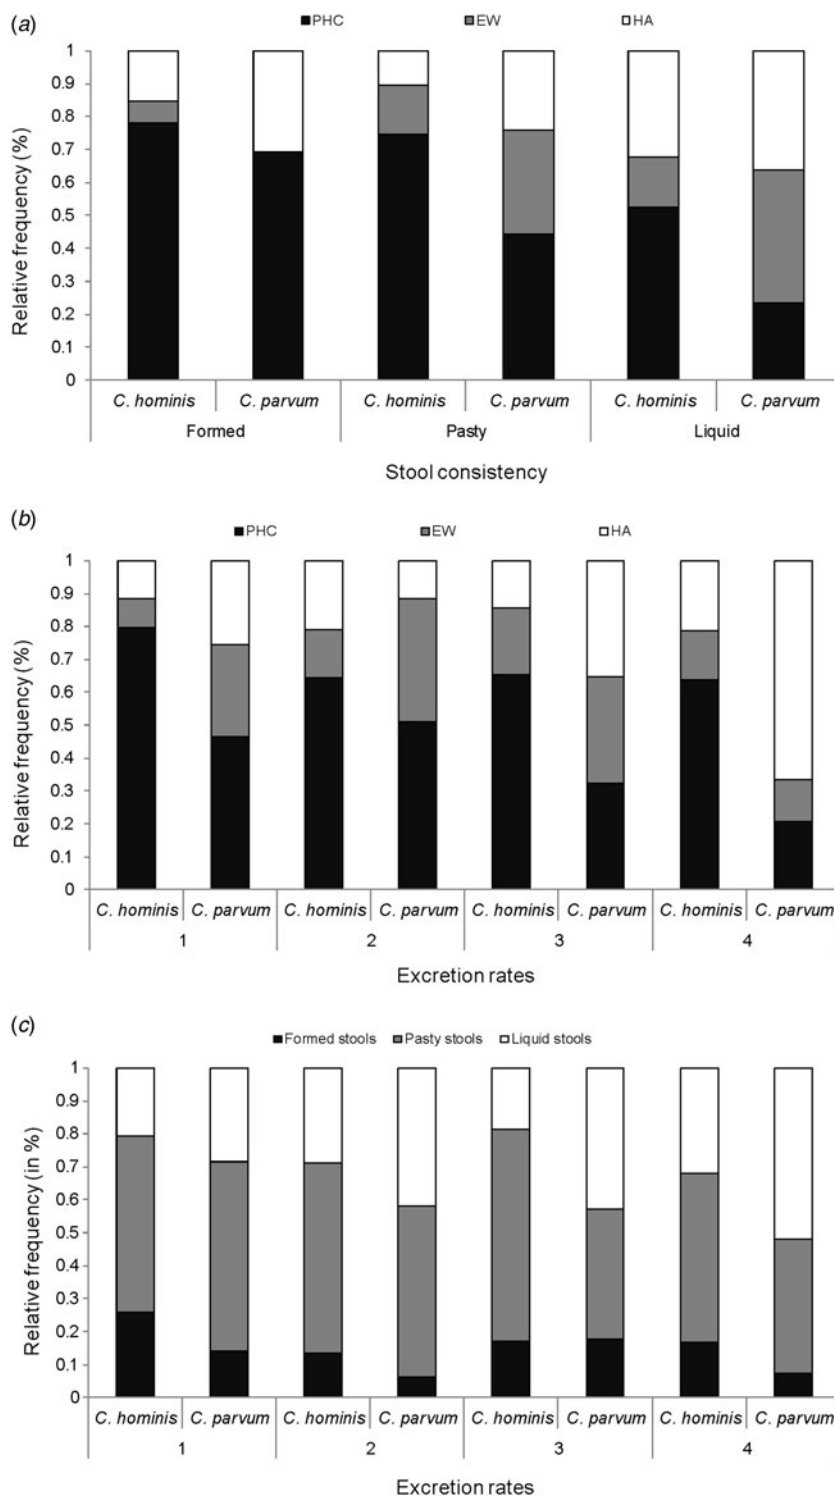 (a)
PHC EW HA
Relative frequency (%)
1
0.9
0.8
0.7
0.6
0.5
0.4
0.3
0.2
0.1
0
C. hominis C. parvum C. hominis C. parvum C. hominis C. parvum
Formed Pasty Liquid
Stool consistency
(b)
PHC EW HA
Relative frequency (%)
1
0.9
0.8
0.7
0.6
0.5
0.4
0.3
0.2
0.1
0
C. hominis C. parvum C. hominis C. parvum C. hominis C. parvum C. hominis C. parvum
1 2 3 4
Excretion rates
(c)
Formed stools Pasty stools Liquid stools
Relative frequency (in %)
1
0.9
0.8
0.7
0.6
0.5
0.4
0.3
0.2
0.1
0
C. hominis C. parvum C. hominis C. parvum C. hominis C. parvum C. hominis C. parvum
1 2 3 4
Excretion rates